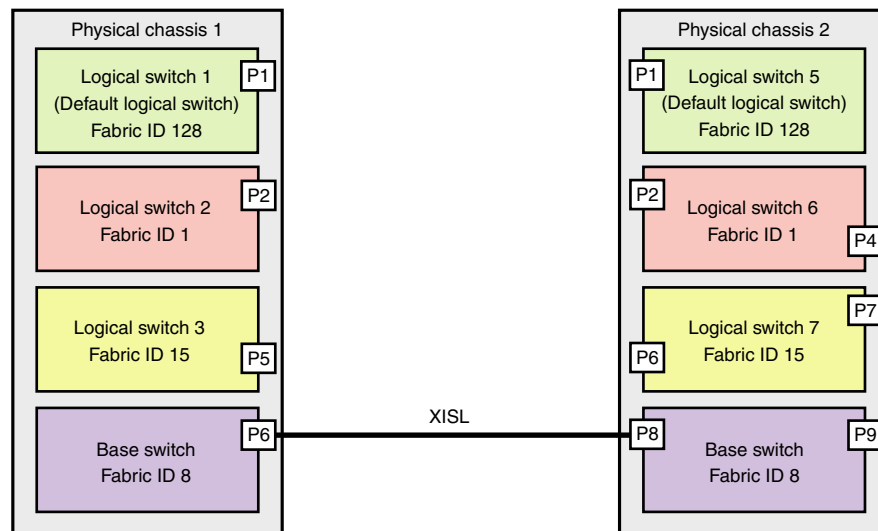 Physical chassis 1
Logical switch 1
(Default logical switch)
Fabric ID 128
P1
Logical switch 2
Fabric ID 1
P2
Logical switch 3
Fabric ID 15
P5
Base switch
Fabric ID 8
P6
XISL
Physical chassis 2
P1
Logical switch 5
(Default logical switch)
Fabric ID 128
P2
Logical switch 6
Fabric ID 1
P4
P7
Logical switch 7
Fabric ID 15
P6
P8
Base switch
Fabric ID 8
P9